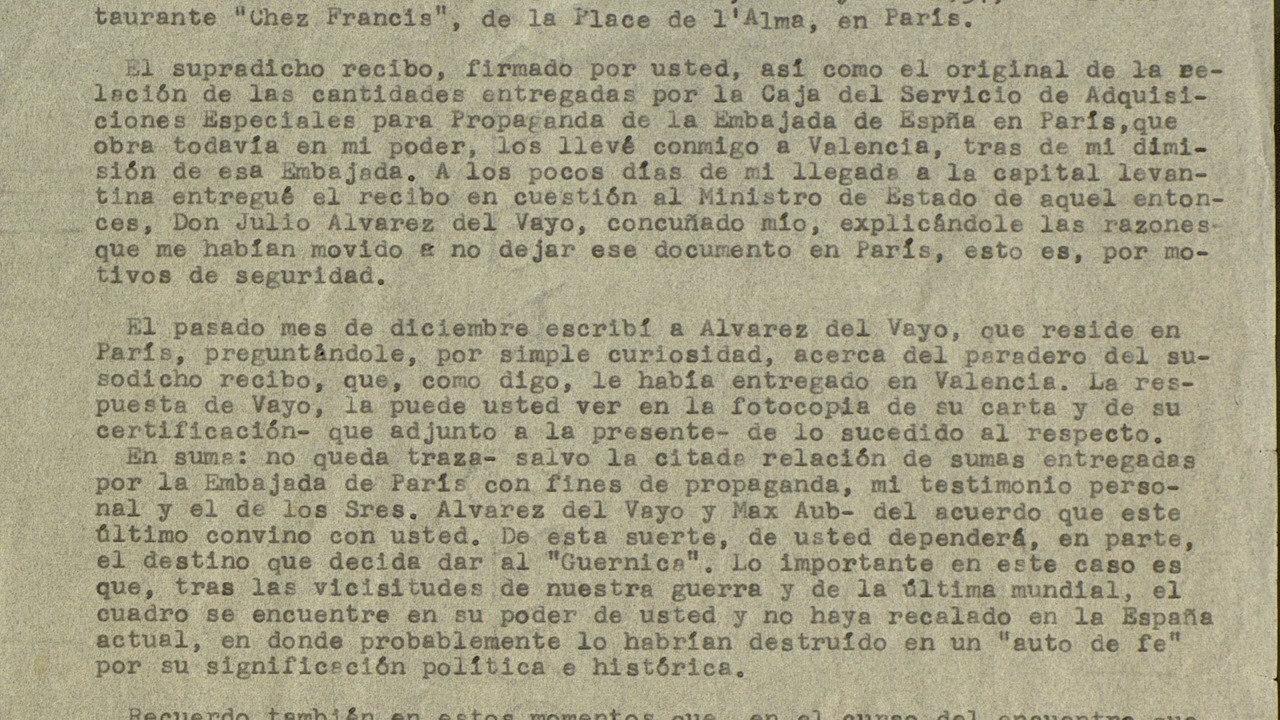 taurante "Chez Francis", de la Place de l'Alma, en París.
El supradicho recibo, firmado por usted, así como el original de la re-
lación de las cantidades entregadas por la Caja del Servicio de Adquisi-
ciones Especiales para Propaganda de la Embajada de Espña en París,que
obra todavía en mi poder, los llevé conmigo a Valencia, tras de mi dimi-
sión de esa Embajada. A los pocos días de mi llegada a la capital levan-
tina entregué el recibo en cuestión al Ministro de Estado de aquel enton-
ces, Don Julio Alvarez del Vayo, concuñado mío, explicándole las razones-
que me habían movido a no dejar ese documento en París, esto es, por mo-
tivos de seguridad.
El pasado mes de diciembre escribí a Alvarez del Vayo, que reside en
París, preguntándole, por simple curiosidad, acerca del paradero del su-
sodicho recibo, que, como digo, le había entregado en Valencia. La res-
puesta de Vayo, la puede usted ver en la fotocopia de su carta y de su
certificación- que adjunto a la presente- de lo sucedido al respecto.
En suma: no queda traza- salvo la citada relación de sumas entregadas
por la Embajada de París con fines de propaganda, mi testimonio perso-
nal y el de los Sres. Alvarez del Vayo y Max Aub- del acuerdo que este
último convino con usted. De esta suerte, de usted dependerá, en parte,
el destino que decida dar al "Guernica". Lo importante en este caso es
que, tras las vicisitudes de nuestra guerra y de la última mundial, el
cuadro se encuentre en su poder de usted y no haya recalado en la España
actual, en donde probablemente lo habrían destruído en un "auto de fe"
por su significación política e histórica.
Recuerdo también en estos momentos que, en el curso del encuentro que